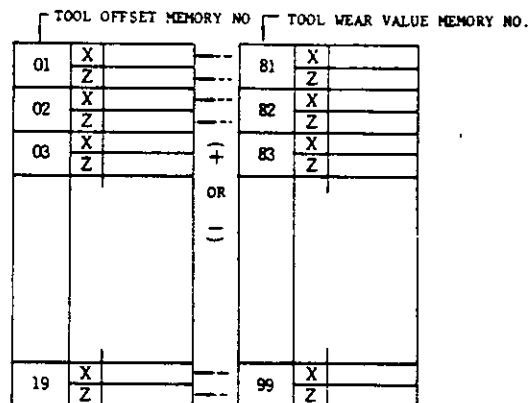 TOOL OFFSET MEMORY NO TOOL WEAR VALUE MEMORY NO.
01 X 81 X
Z Z
02 X 82 X
Z Z
03 X (+) 83 X
Z Z
OR
(-)
19 X 99 X
Z Z